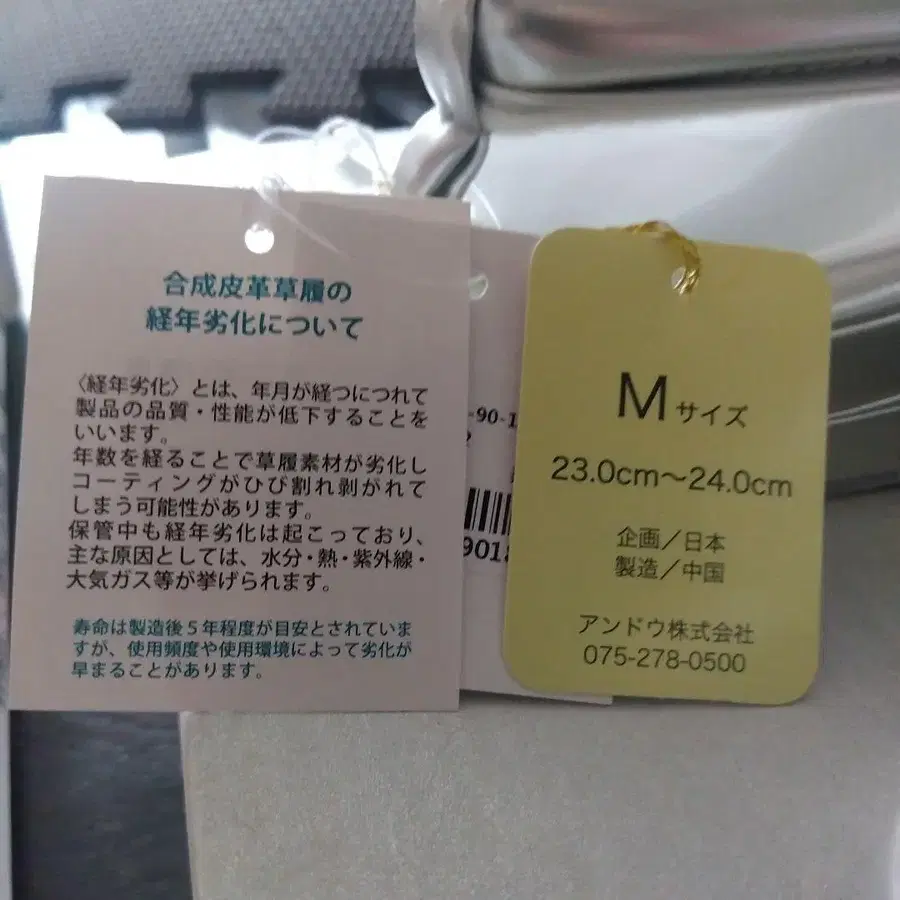 合成皮革草履の
経年劣化について
〈経年劣化〉とは、年月が経つにつれて
製品の品質・性能が低下することを
いいます。
年数を経ることで草履素材が劣化し
コーティングがひび割れ剥がれて
しまう可能性があります。
保管中も経年劣化は起こっており、
主な原因としては、水分・熱・紫外線・
大気ガス等が挙げられます。
寿命は製造後5年程度が目安とされていま
すが、使用頻度や使用環境によって劣化が
早まることがあります。
-90-1
2
9018
Mサイズ
23.0cm〜24.0cm
企画／日本
製造／中国
アンドウ株式会社
075-278-0500